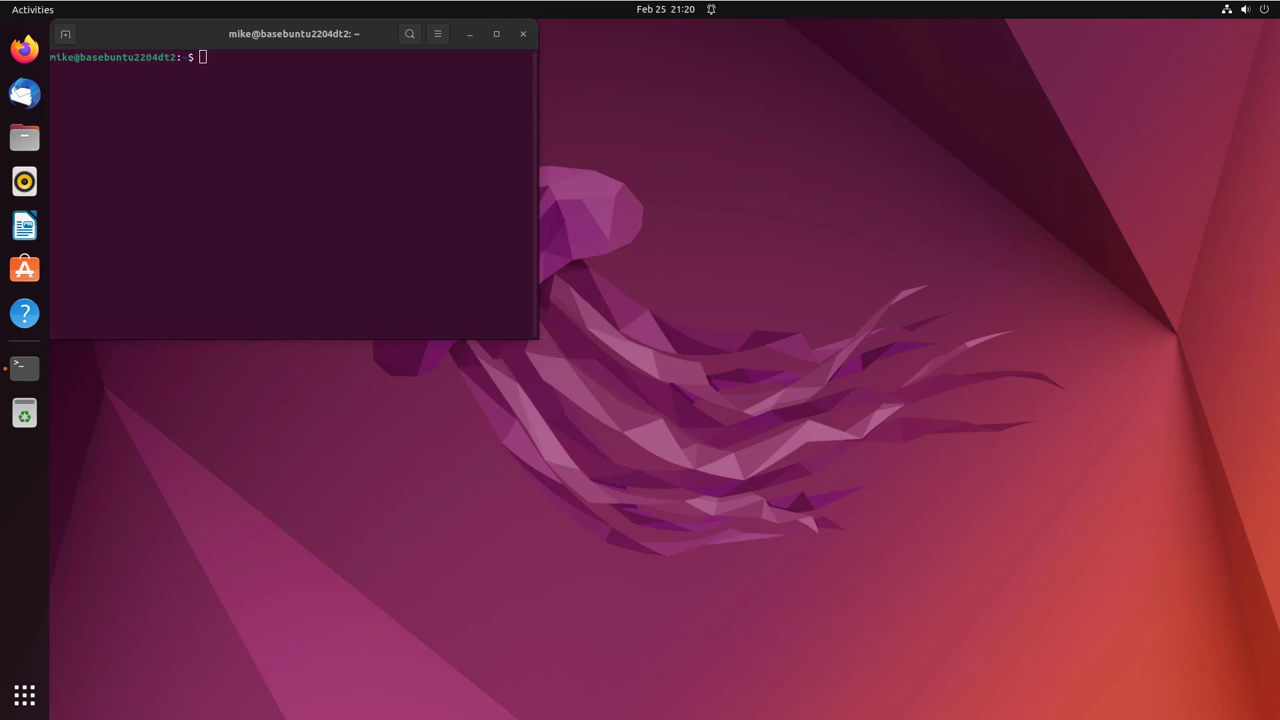 Activities
Feb 25 21:20
mike@basebuntu2204dt2: ~
mike@basebuntu2204dt2:~$
>_
?